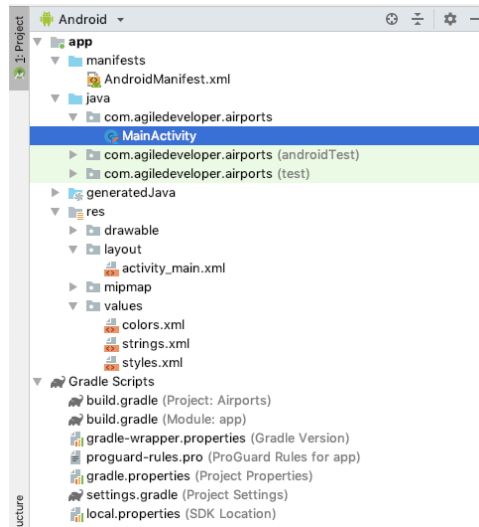 1: Project
Android
app
manifests
AndroidManifest.xml
java
com.agiledeveloper.airports
MainActivity
com.agiledeveloper.airports (androidTest)
com.agiledeveloper.airports (test)
generatedJava
res
drawable
layout
activity_main.xml
mipmap
values
colors.xml
strings.xml
styles.xml
Gradle Scripts
build.gradle (Project: Airports)
build.gradle (Module: app)
gradle-wrapper.properties (Gradle Version)
proguard-rules.pro (ProGuard Rules for app)
gradle.properties (Project Properties)
settings.gradle (Project Settings)
local.properties (SDK Location)
ucture